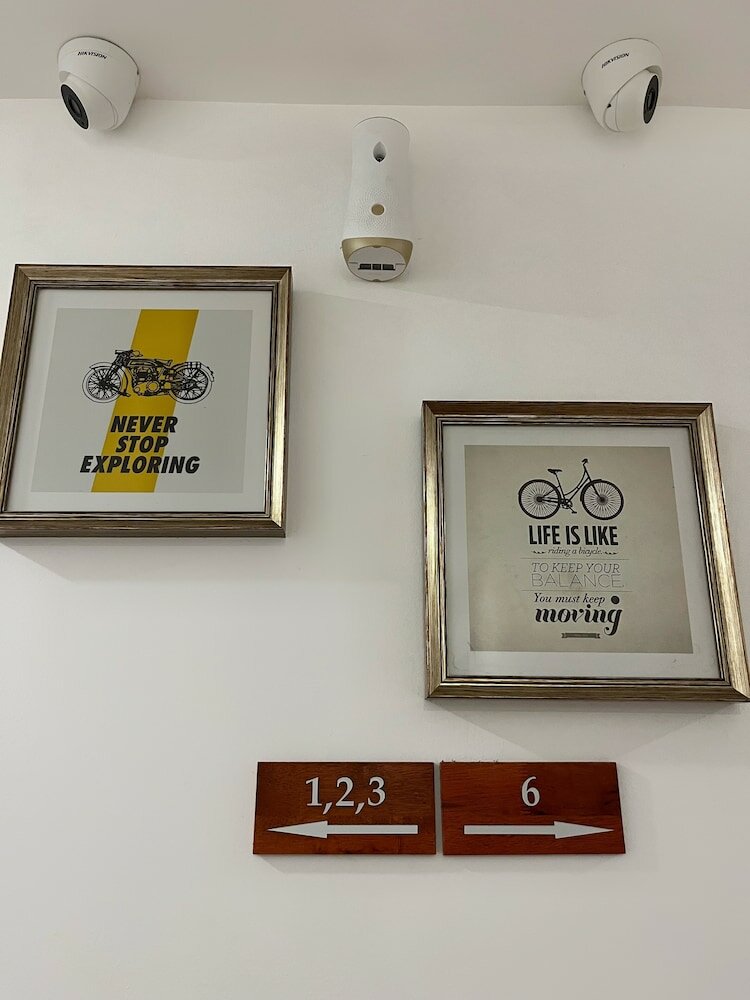 HIKVISION
HIKVISION
NEVER
STOP
EXPLORING
LIFE IS LIKE
riding a bicycle.
TO KEEP YOUR
BALANCE
You must keep
moving
1,2,3
6